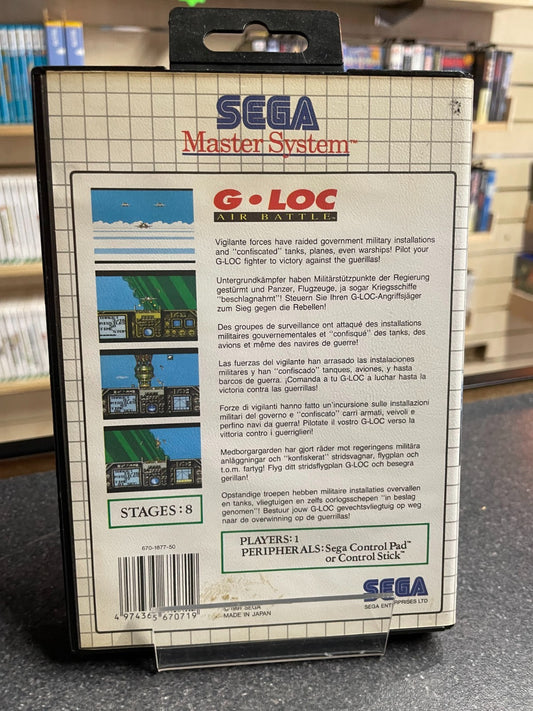 SEGA
Master System™
G·LOC
AIR BATTLE™
Vigilante forces have raided government military installations
and "confiscated" tanks, planes, even warships! Pilot your
G-LOC fighter to victory against the guerillas!
Untergrundkämpfer haben Militärstützpunkte der Regierung
gestürmt und Panzer, Flugzeuge, ja sogar Kriegsschiffe
"beschlagnahmt"! Steuern Sie Ihren G-LOC-Angriffsjäger
zum Sieg gegen die Rebellen!
Des groupes de surveillance ont attaqué des installations
militaires gouvernementales et "confisqué" des tanks, des
avions et même des navires de guerre!
Las fuerzas del vigilante han arrasado las instalaciones
militares y han "confiscado" tanques, aviones, y hasta
barcos de guerra. ¡Comanda a tu G-LOC a luchar hasta la
victoria contra las guerrillas!
Forze di vigilanti hanno fatto un'incursione sulle installazioni
militari del governo e "confiscato" carri armati, veivoli e
perfino navi da guerra! Pilotate il vostro G-LOC verso la
vittoria contro i guerriglieri!
Medborgargarden har gjort räder mot regeringens militära
anläggningar och "konfiskerat" stridsvagnar, flygplan och
t.o.m. fartyg! Flyg ditt stridsflygplan G-LOC och besegra
gerillan!
Opstandige troepen hebben militaire installaties overvallen
en tanks, vliegtuigen en zelfs oorlogsschepen "in beslag
genomen"! Bestuur jouw G-LOC gevechtsvliegtuig op weg
naar de overwinning op de guerrillas!
STAGES: 8
PLAYERS: 1
PERIPHERALS: Sega Control Pad™
or Control Stick™
670-1877-50
4 974365 670719
© 1991 SEGA
MADE IN JAPAN
SEGA
SEGA ENTERPRISES LTD